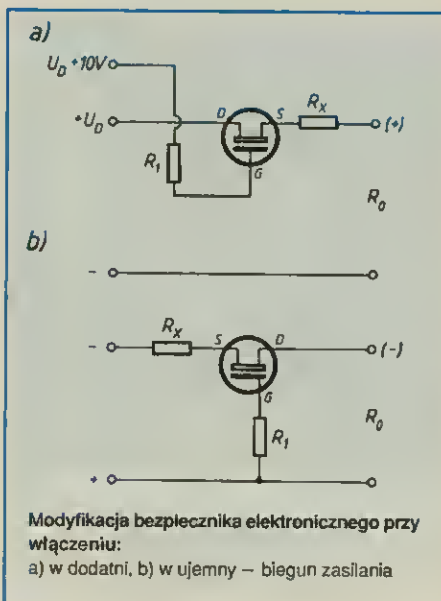 a)
U_D +10V
+U_D
D
S
R_X
(+)
R_1
G
R_0
b)
-
-
R_X
S
D
(-)
G
R_0
R_1
+
Modyfikacja bezpiecznika elektronicznego przy
włączeniu:
a) w dodatni, b) w ujemny – biegun zasilania